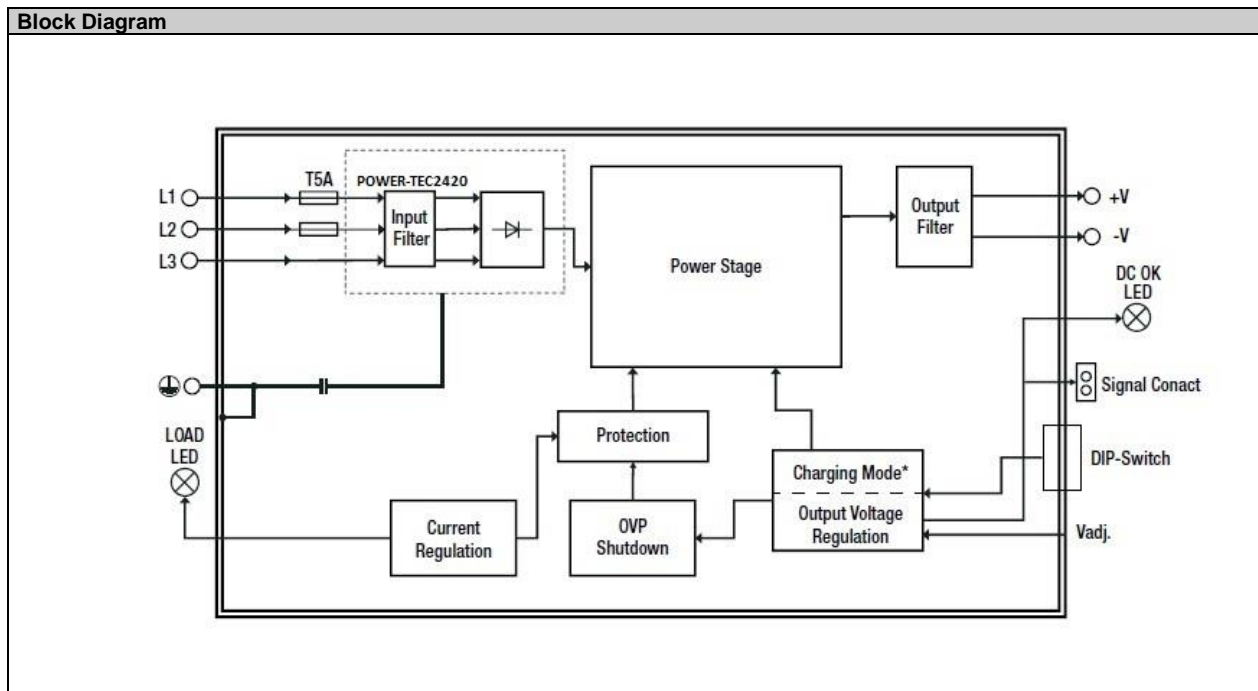 Block Diagram
T5A
POWER-TEC2420
L1
L2
L3
Input
Filter
Power Stage
Output
Filter
+V
-V
DC OK
LED
Signal Conact
DIP-Switch
Vadj.
LOAD
LED
Protection
Current
Regulation
OVP
Shutdown
Charging Mode*
Output Voltage
Regulation